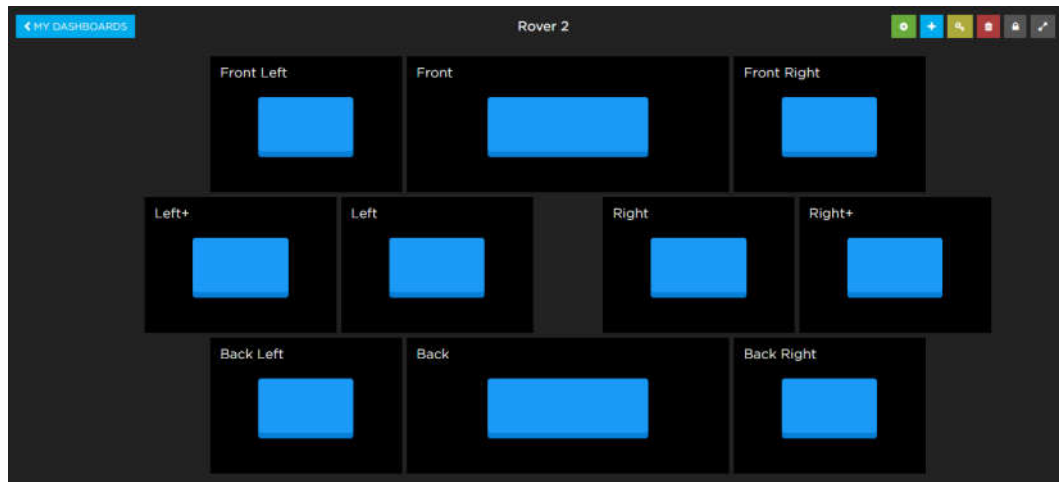 MY DASHBOARDS
Rover 2
Front Left
Front
Front Right
Left+
Left
Right
Right+
Back Left
Back
Back Right